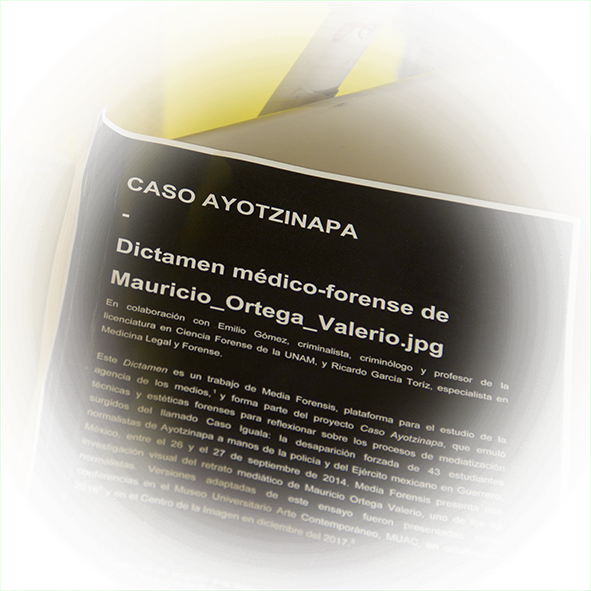 CASO AYOTZINAPA
-
Dictamen médico-forense de
Mauricio_Ortega_Valerio.jpg
En colaboración con Emilio Gómez, criminalista, criminólogo y profesor de la
licenciatura en Ciencia Forense de la UNAM, y Ricardo García Toríz, especialista en
Medicina Legal y Forense.
Este Dictamen es un trabajo de Media Forensis, plataforma para el estudio de la
agencia de los medios,¹ y forma parte del proyecto Caso Ayotzinapa, que emuló
técnicas y estéticas forenses para reflexionar sobre los procesos de mediatización
surgidos del llamado Caso Iguala: la desaparición forzada de 43 estudiantes
normalistas de Ayotzinapa a manos de la policía y del Ejército mexicano en Guerrero,
México, entre el 26 y el 27 de septiembre de 2014. Media Forensis presenta una
investigación visual del retrato mediático de Mauricio Ortega Valerio, uno de los 43
normalistas. Versiones adaptadas de este ensayo fueron presentadas
conferencias en el Museo Universitario Arte Contemporáneo, MUAC, en
y en el Centro de la Imagen en diciembre del 2017.³